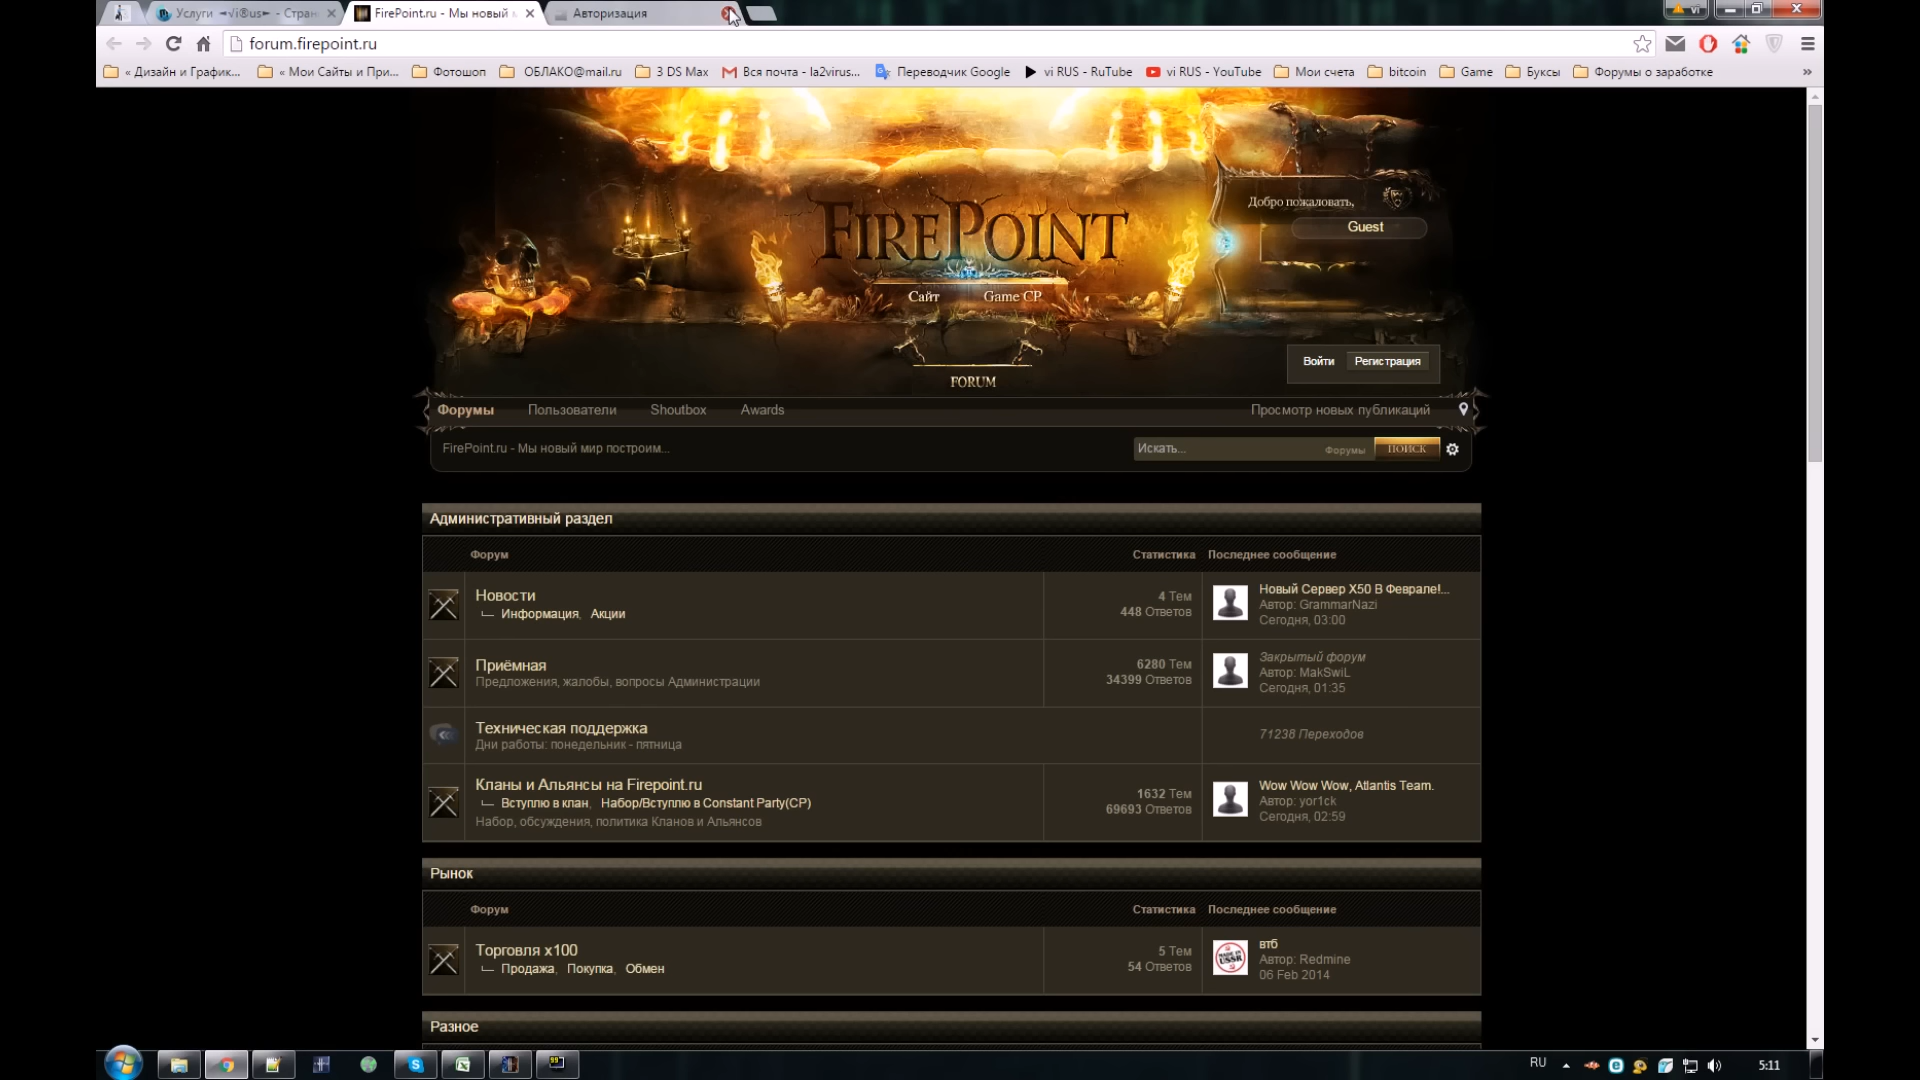 Услуги ◄√i®us► - Стран
FirePoint.ru - Мы новый м
Авторизация
vi
forum.firepoint.ru
« Дизайн и График...
« Мои Сайты и При...
Фотошоп
ОБЛАКО@mail.ru
3 DS Max
Вся почта - la2virus...
Переводчик Google
vi RUS - RuTube
vi RUS - YouTube
Мои счета
bitcoin
Game
Буксы
Форумы о заработке
»
Добро пожаловать,
Guest
FIREPOINT
Сайт Game CP
Войти Регистрация
FORUM
Форумы Пользователи Shoutbox Awards Просмотр новых публикаций
FirePoint.ru - Мы новый мир построим... Искать... Форумы ПОИСК
Административный раздел
Форум Статистика Последнее сообщение
Новости
Информация, Акции
4 Тем
448 Ответов
Новый Сервер X50 В Феврале!...
Автор: GrammarNazi
Сегодня, 03:00
Приёмная
Предложения, жалобы, вопросы Администрации
6280 Тем
34399 Ответов
Закрытый форум
Автор: MakSwiL
Сегодня, 01:35
Техническая поддержка
Дни работы: понедельник - пятница
71238 Переходов
Кланы и Альянсы на Firepoint.ru
Вступлю в клан, Набор/Вступлю в Constant Party(CP)
Набор, обсуждения, политика Кланов и Альянсов
1632 Тем
69693 Ответов
Wow Wow Wow, Atlantis Team.
Автор: yor1ck
Сегодня, 02:59
Рынок
Форум Статистика Последнее сообщение
Торговля x100
Продажа, Покупка, Обмен
5 Тем
54 Ответов
втб
Автор: Redmine
06 Feb 2014
Разное
RU
5:11